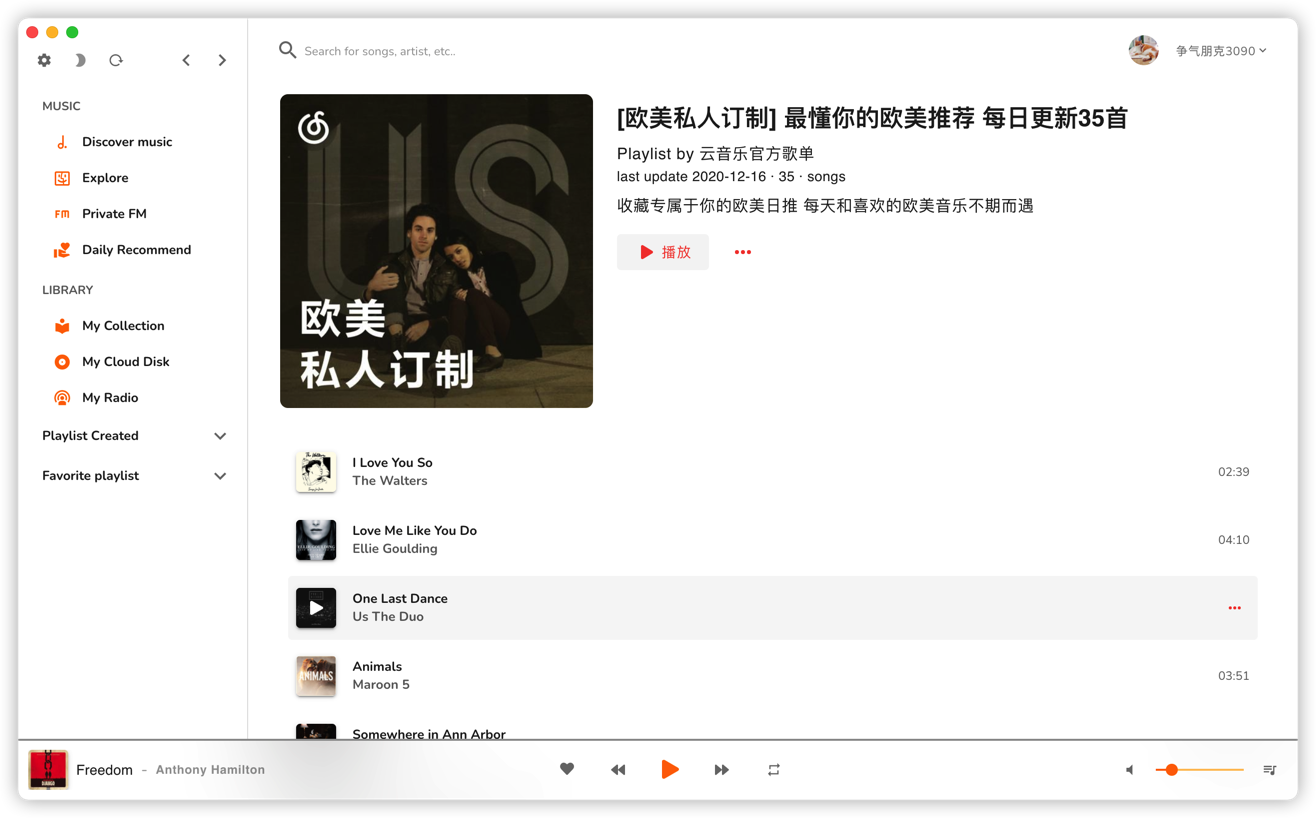 Search for songs, artist, etc..
争气朋克3090
MUSIC
Discover music
Explore
FM Private FM
Daily Recommend
LIBRARY
My Collection
My Cloud Disk
My Radio
Playlist Created
Favorite playlist
US
欧美
私人订制
[欧美私人订制] 最懂你的欧美推荐 每日更新35首
Playlist by 云音乐官方歌单
last update 2020-12-16 · 35 · songs
收藏专属于你的欧美日推 每天和喜欢的欧美音乐不期而遇
播放
I Love You So
The Walters
02:39
Love Me Like You Do
Ellie Goulding
04:10
One Last Dance
Us The Duo
ANIMALS
Animals
Maroon 5
03:51
Somewhere in Ann Arbor
Freedom - Anthony Hamilton